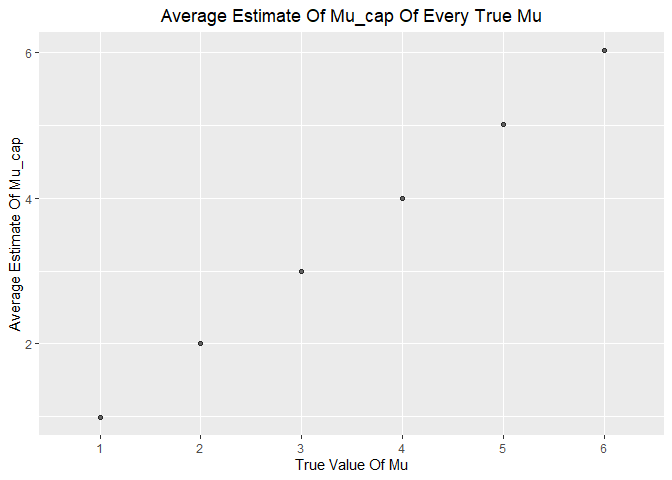 Average Estimate Of Mu_cap Of Every True Mu
Average Estimate Of Mu_cap
6
4
2
1 2 3 4 5 6
True Value Of Mu